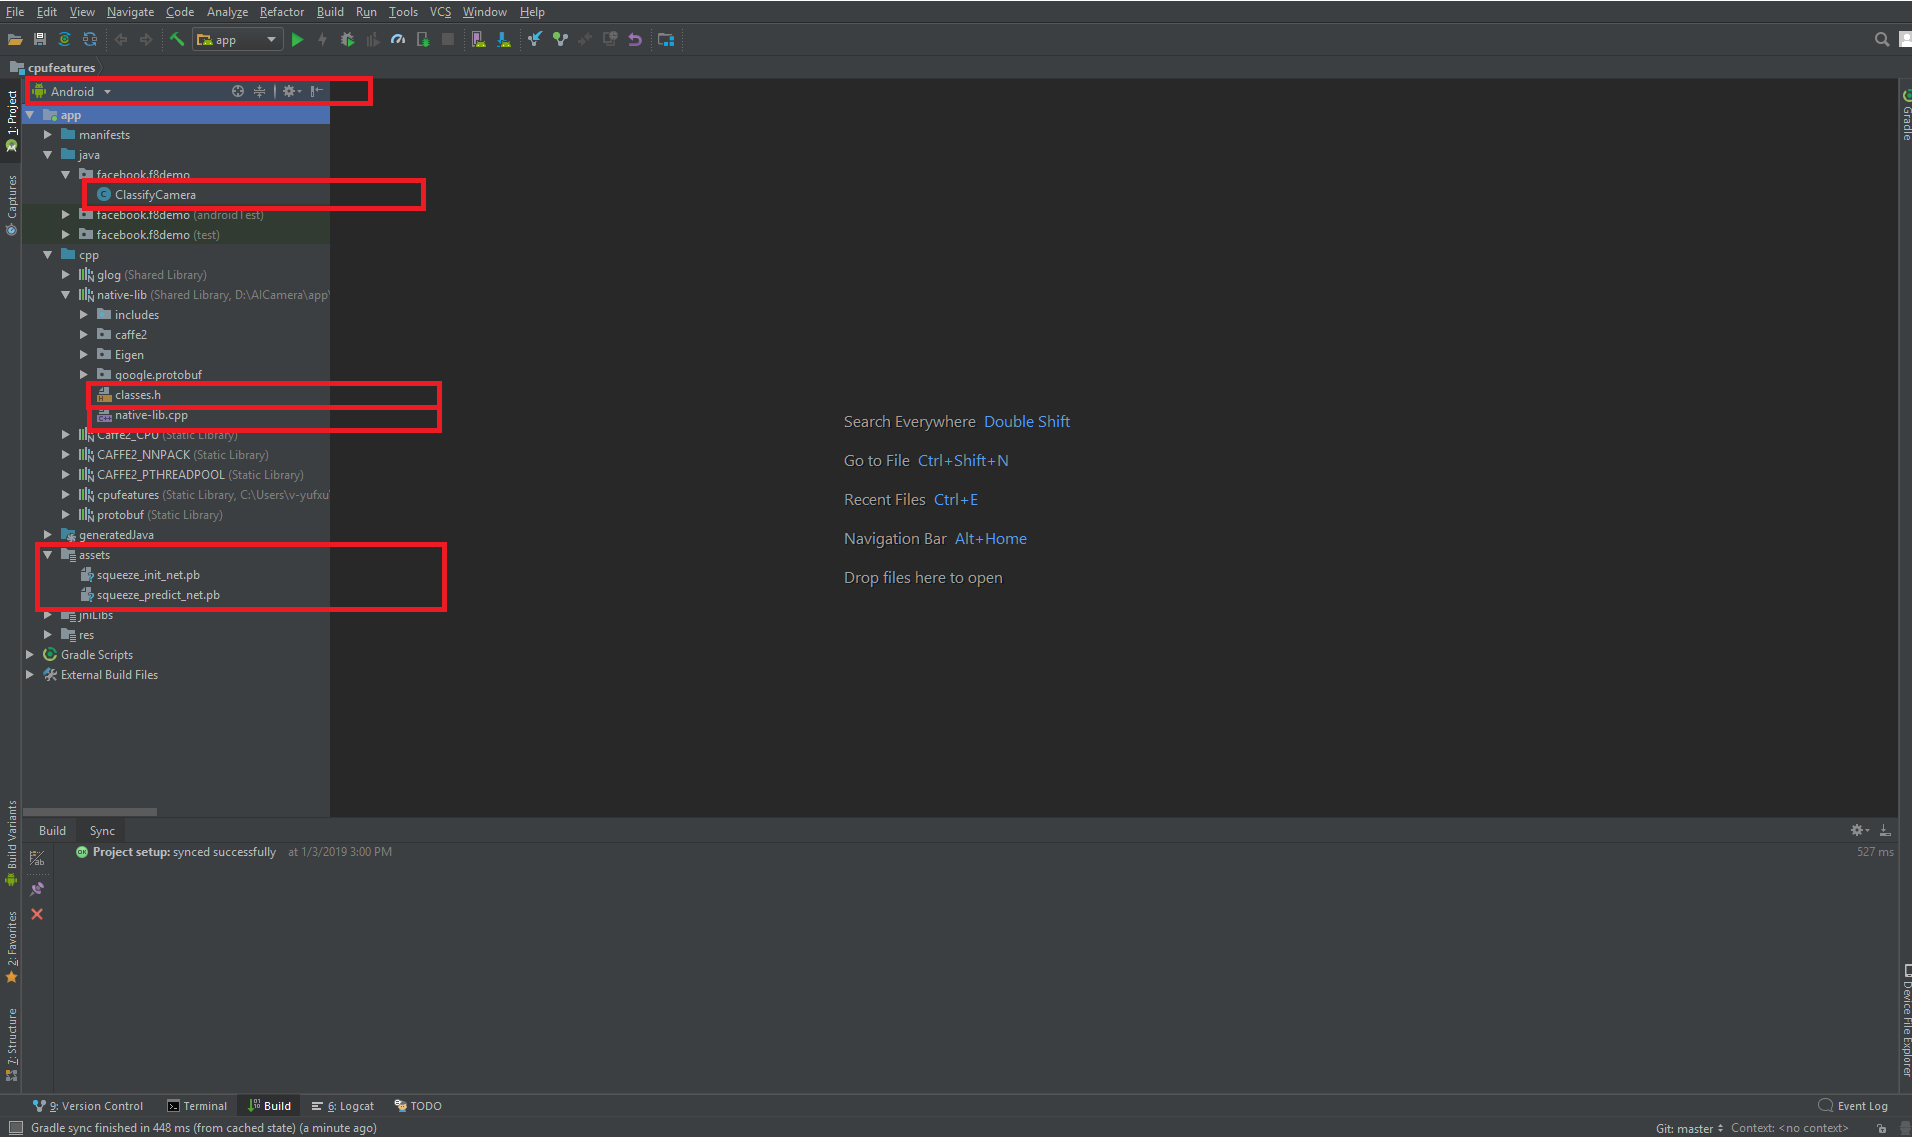 File Edit View Navigate Code Analyze Refactor Build Run Tools VCS Window Help
app
cpufeatures
Android
1: Project
Captures
Build Variants
2: Favorites
7: Structure
app
manifests
java
facebook.f8demo
ClassifyCamera
facebook.f8demo (androidTest)
facebook.f8demo (test)
cpp
glog (Shared Library)
native-lib (Shared Library, D:\AICamera\app\
includes
caffe2
Eigen
google.protobuf
classes.h
native-lib.cpp
Caffe2_CPU (Static Library)
CAFFE2_NNPACK (Static Library)
CAFFE2_PTHREADPOOL (Static Library)
cpufeatures (Static Library, C:\Users\v-yufxu\
protobuf (Static Library)
generatedJava
assets
squeeze_init_net.pb
squeeze_predict_net.pb
jniLibs
res
Gradle Scripts
External Build Files
Search Everywhere Double Shift
Go to File Ctrl+Shift+N
Recent Files Ctrl+E
Navigation Bar Alt+Home
Drop files here to open
Gradle
Device File Explorer
Build Sync
Project setup: synced successfully at 1/3/2019 3:00 PM 527 ms
9: Version Control Terminal Build 6: Logcat TODO Event Log
Gradle sync finished in 448 ms (from cached state) (a minute ago) Git: master Context: <no context>